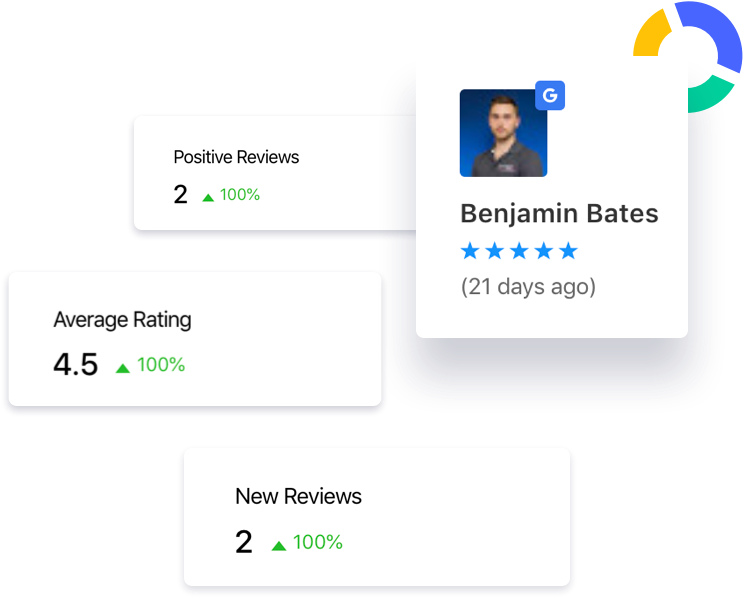 G
Positive Reviews
2 ▲ 100%
Benjamin Bates
★★★★★
(21 days ago)
Average Rating
4.5 ▲ 100%
New Reviews
2 ▲ 100%